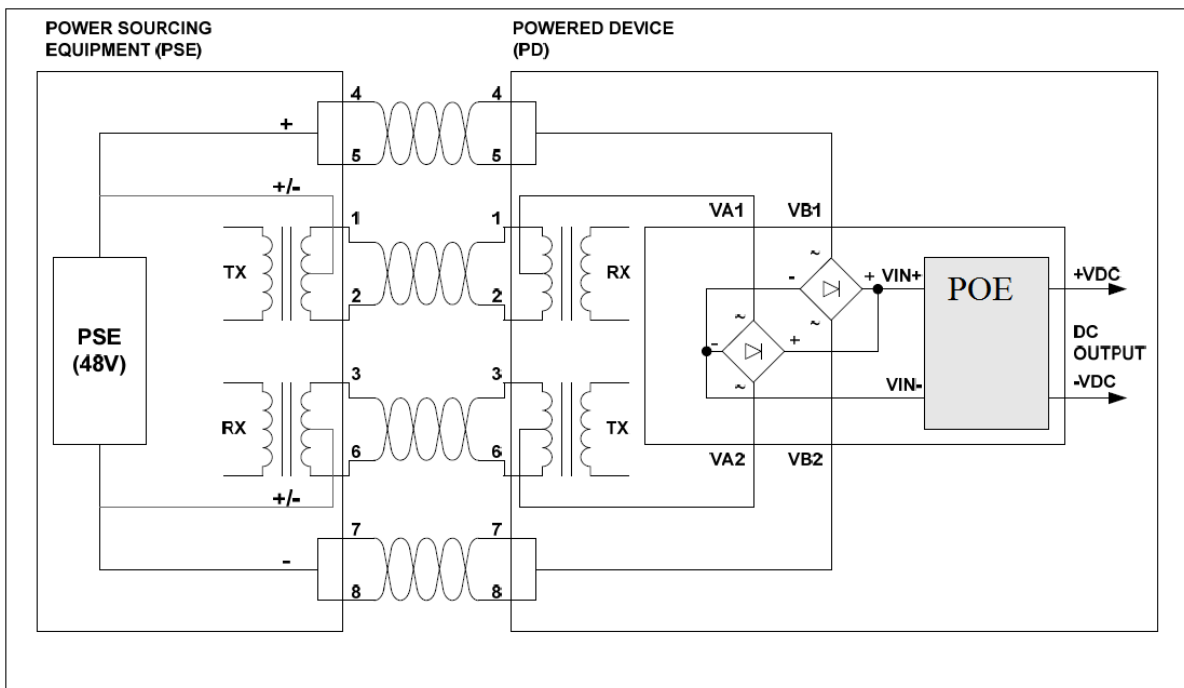 POWER SOURCING
EQUIPMENT (PSE)
POWERED DEVICE
(PD)
4
4
+
5
5
+/-
1
1
VA1
VB1
TX
RX
~
-
+
VIN+
POE
+VDC
2
2
PSE
(48V)
~
~
-
+
DC
OUTPUT
3
3
~
VIN-
-VDC
RX
TX
6
6
VA2
VB2
+/-
7
7
-
8
8